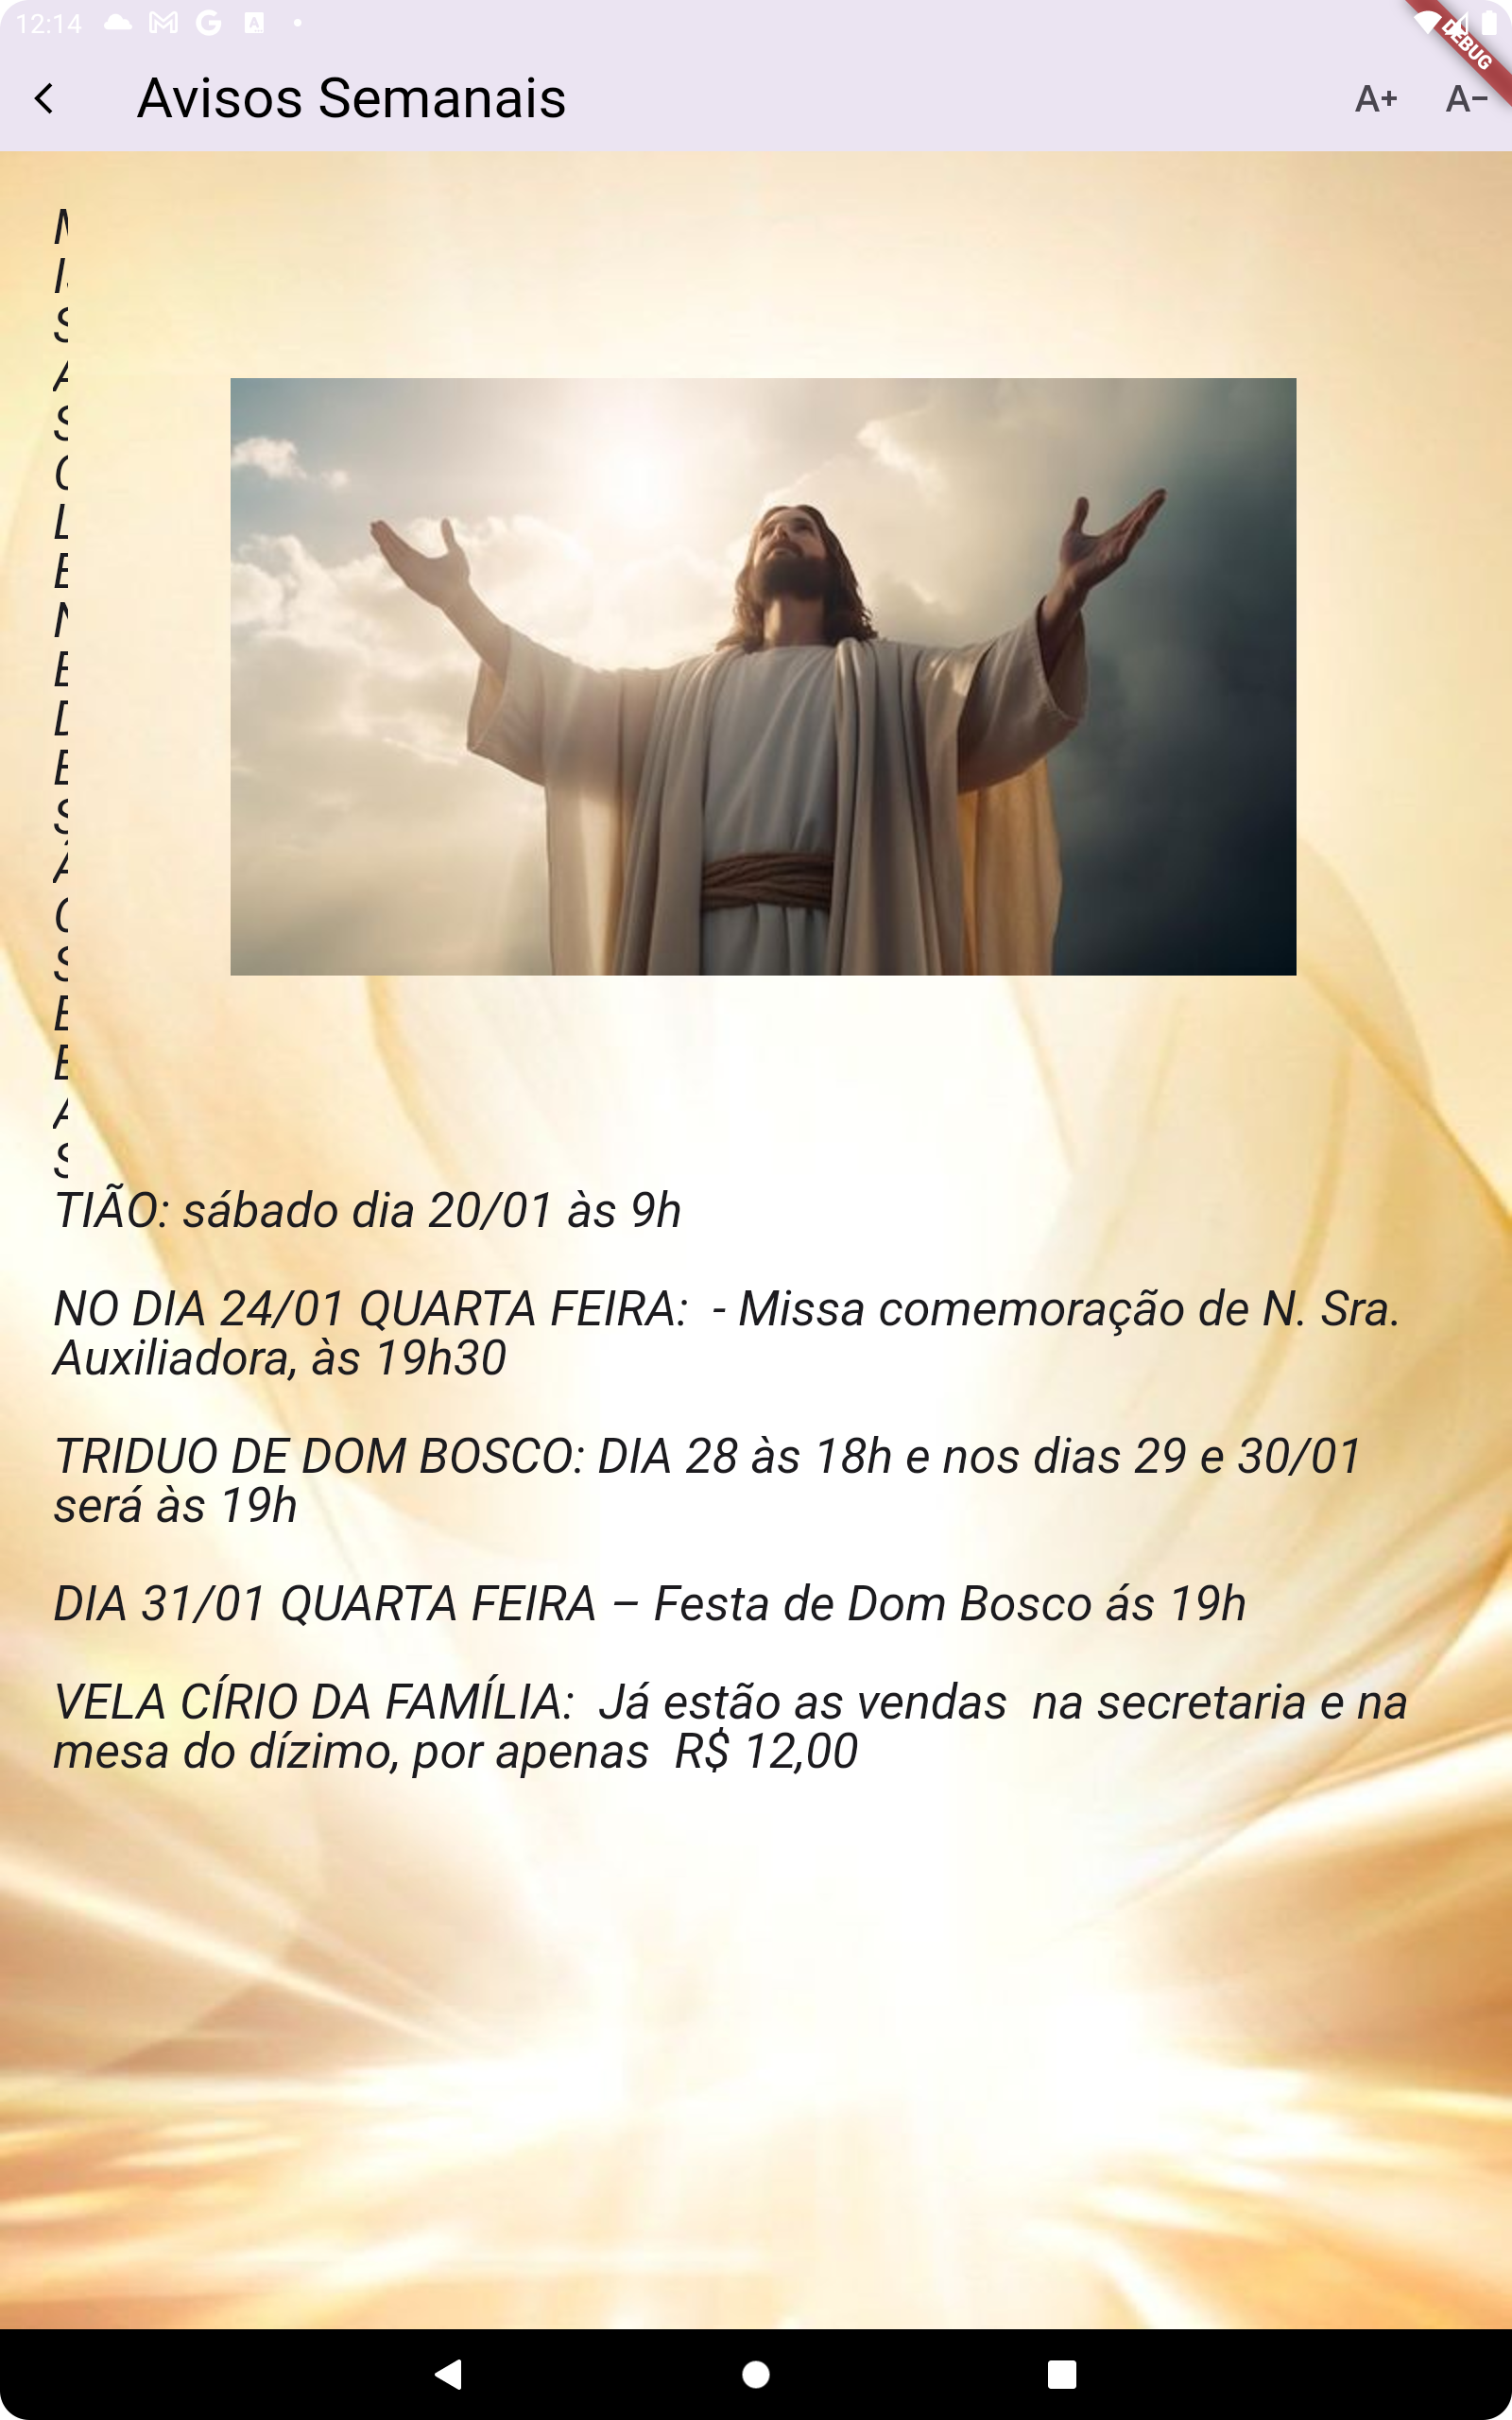 12:14
DEBUG
Avisos Semanais
A+ A-
M
I
S
A
S
O
L
E
N
E
D
E
S
Ã
O
S
E
B
A
S
TIÃO: sábado dia 20/01 às 9h
NO DIA 24/01 QUARTA FEIRA:  - Missa comemoração de N. Sra.
Auxiliadora, às 19h30
TRIDUO DE DOM BOSCO: DIA 28 às 18h e nos dias 29 e 30/01
será às 19h
DIA 31/01 QUARTA FEIRA – Festa de Dom Bosco ás 19h
VELA CÍRIO DA FAMÍLIA:  Já estão as vendas  na secretaria e na
mesa do dízimo, por apenas  R$ 12,00